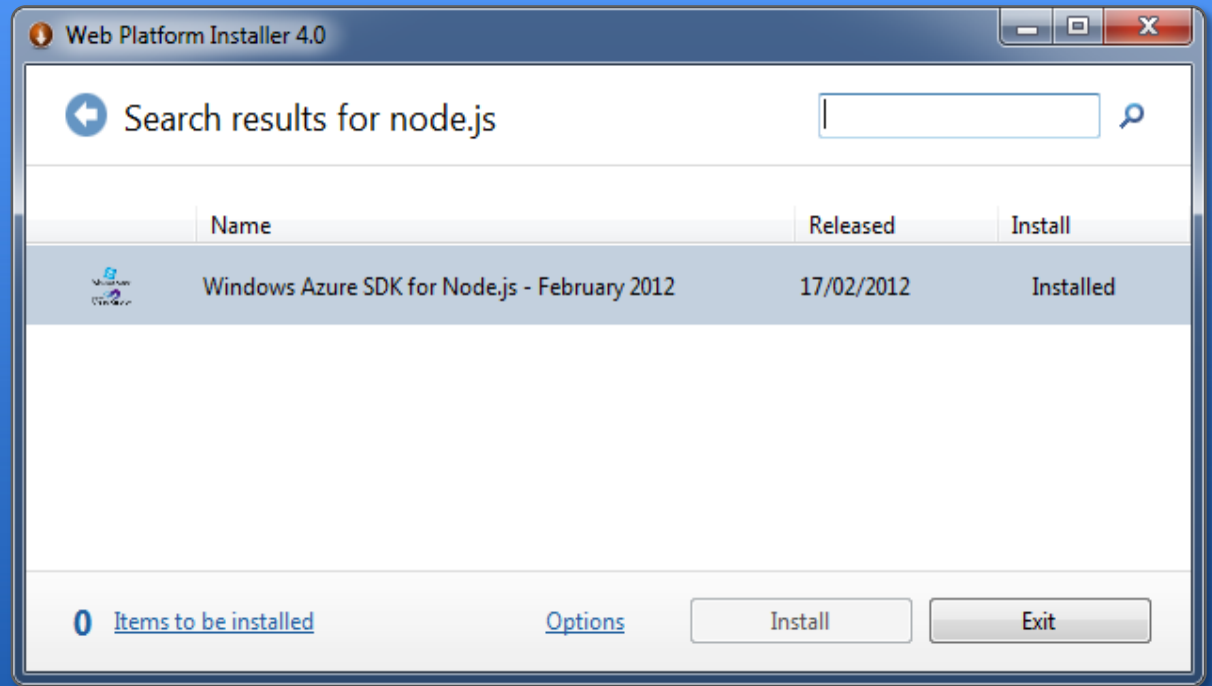 Web Platform Installer 4.0
Search results for node.js
Name Released Install
Windows Azure SDK for Node.js - February 2012 17/02/2012 Installed
0 Items to be installed Options Install Exit